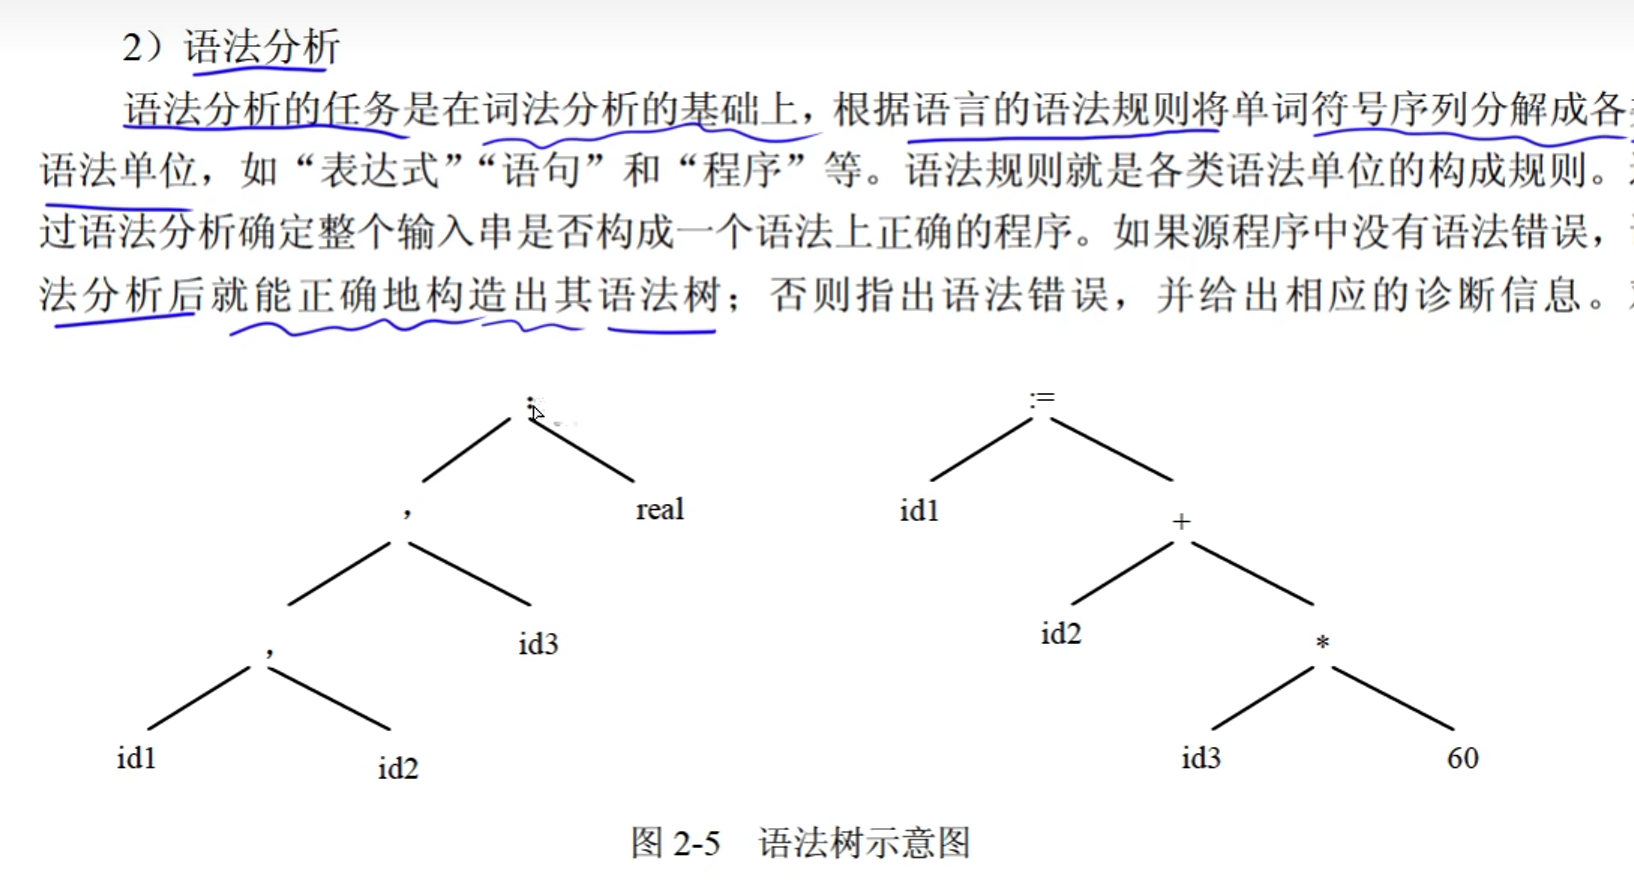 2）语法分析
语法分析的任务是在词法分析的基础上，根据语言的语法规则将单词符号序列分解成各
语法单位，如“表达式”“语句”和“程序”等。语法规则就是各类语法单位的构成规则。
过语法分析确定整个输入串是否构成一个语法上正确的程序。如果源程序中没有语法错误，
法分析后就能正确地构造出其语法树；否则指出语法错误，并给出相应的诊断信息。
: :=
, real id1 +
, id3 id2 *
id1 id2 id3 60
图 2-5 语法树示意图